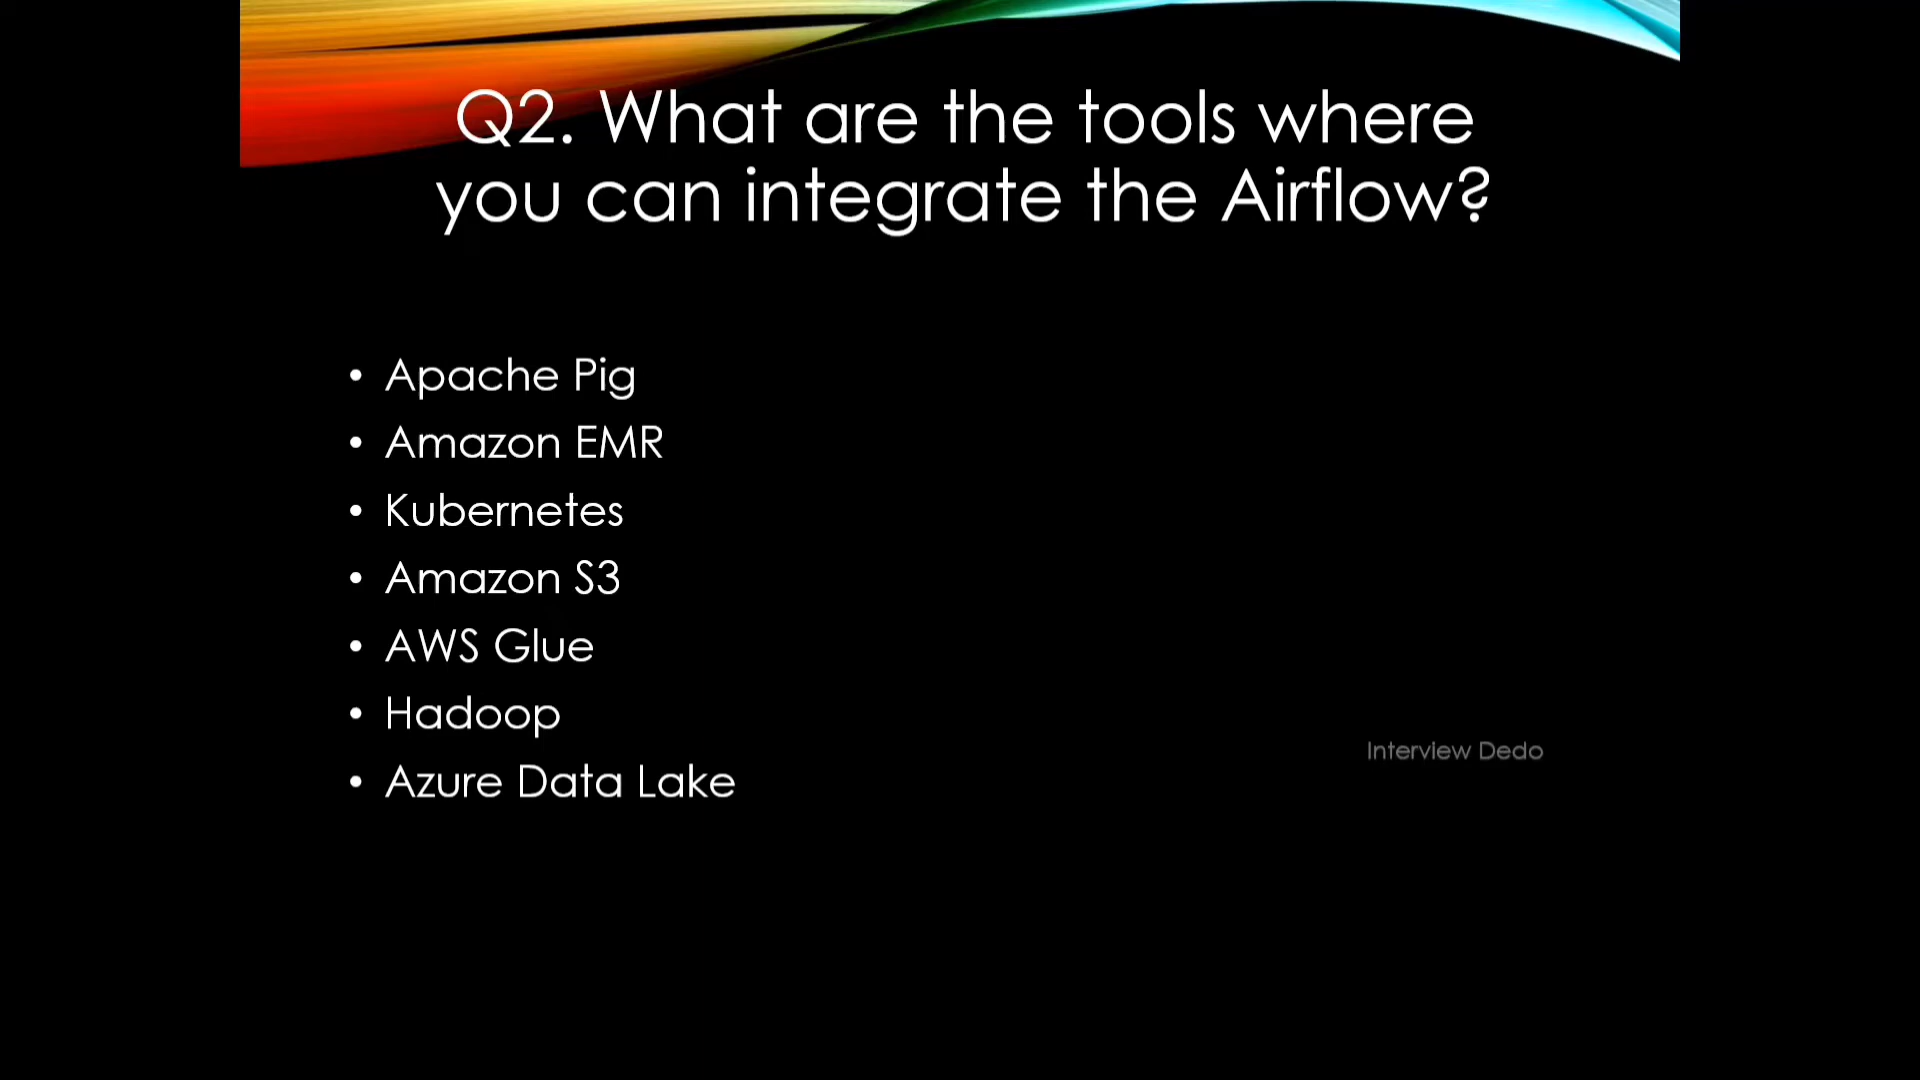 Q2. What are the tools where
you can integrate the Airflow?
• Apache Pig
• Amazon EMR
• Kubernetes
• Amazon S3
• AWS Glue
• Hadoop
• Azure Data Lake
Interview Dedo